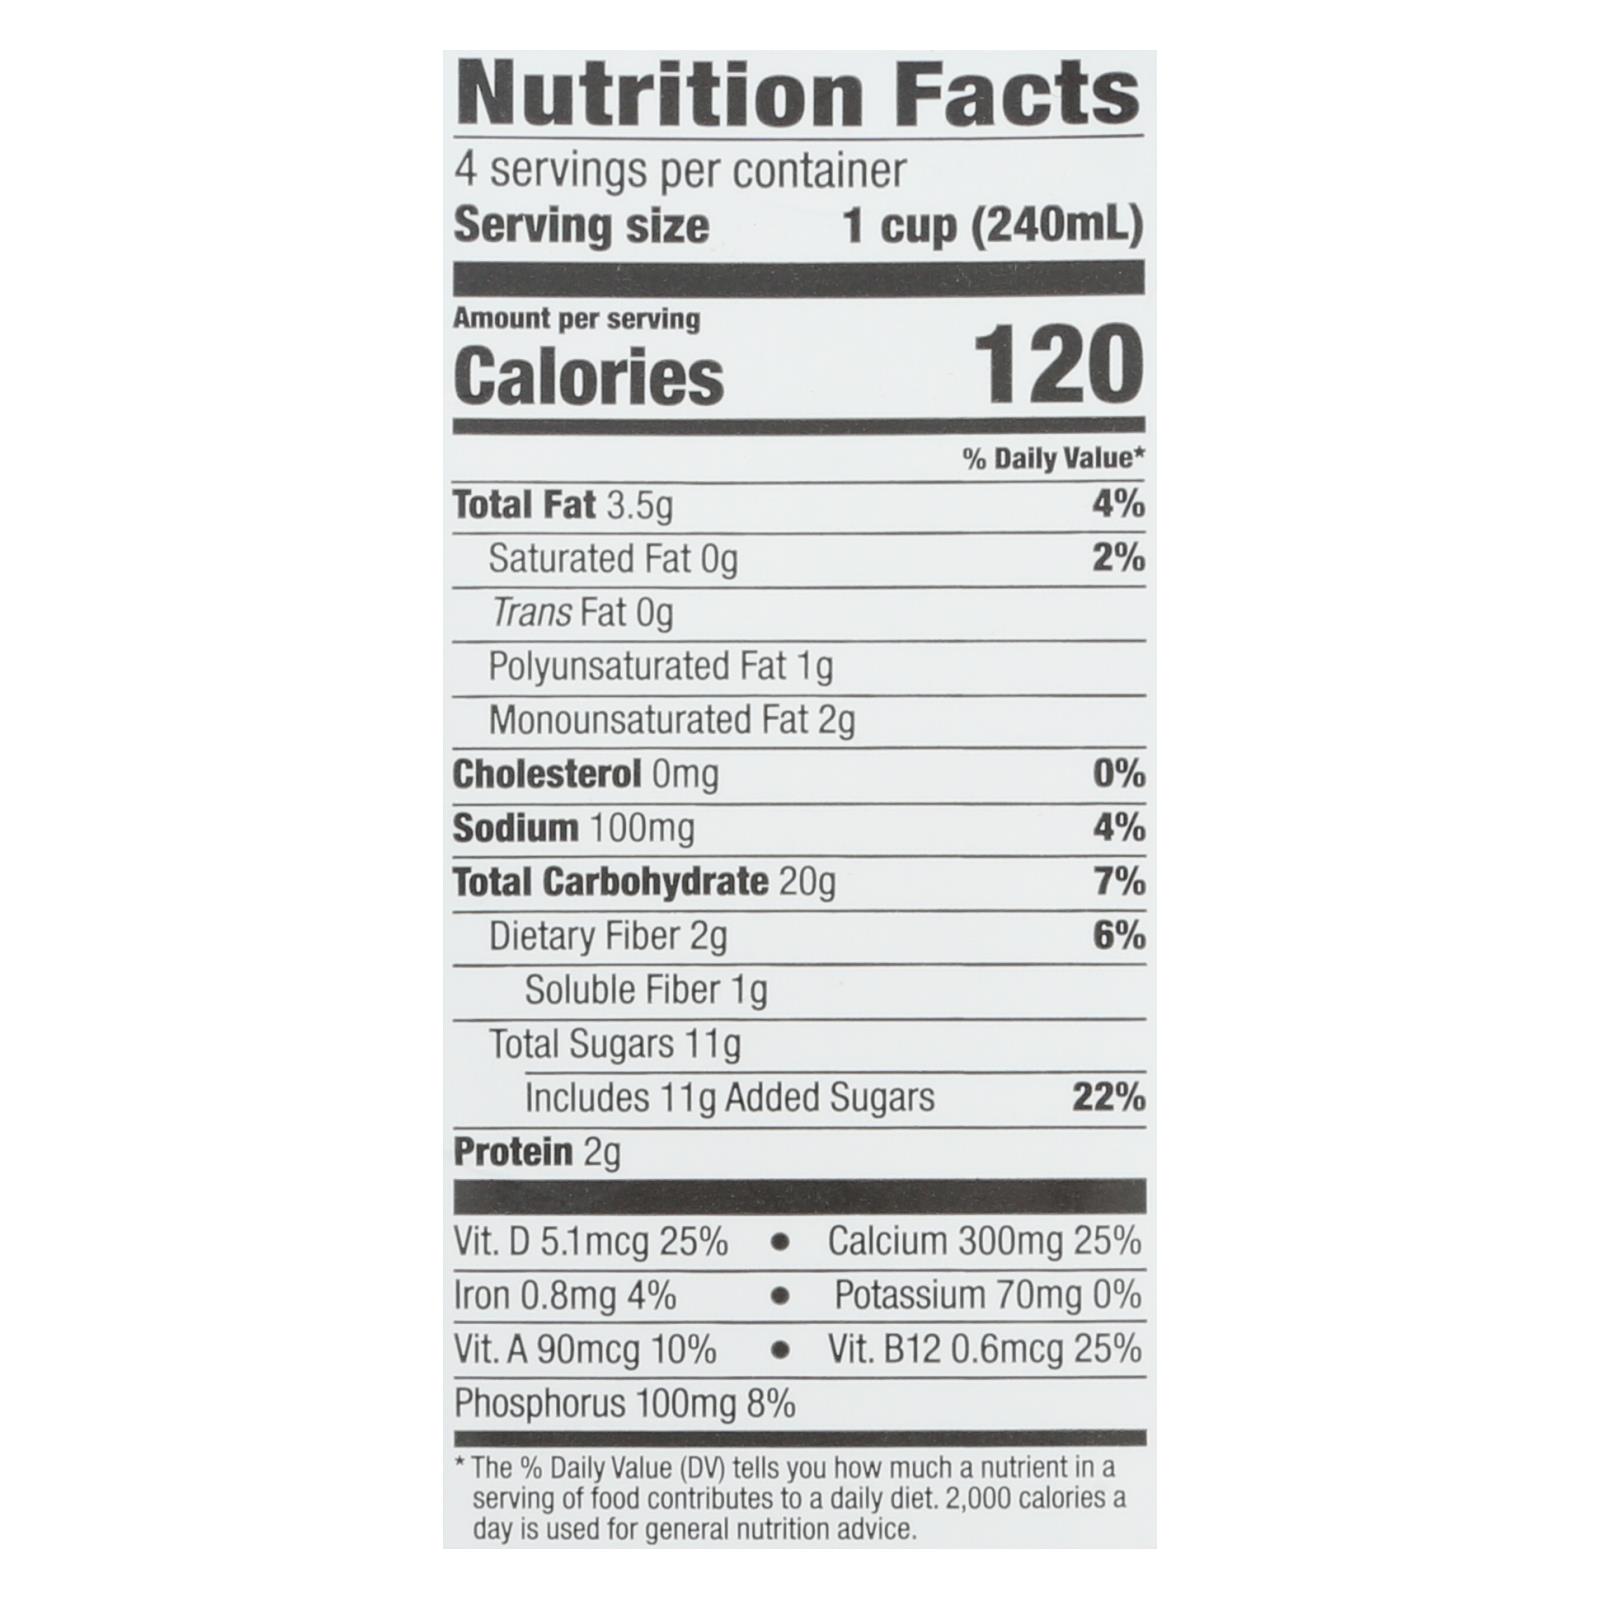 Nutrition Facts
4 servings per container
Serving size 1 cup (240mL)
Amount per serving
Calories 120
% Daily Value*
Total Fat 3.5g 4%
Saturated Fat 0g 2%
Trans Fat 0g
Polyunsaturated Fat 1g
Monounsaturated Fat 2g
Cholesterol 0mg 0%
Sodium 100mg 4%
Total Carbohydrate 20g 7%
Dietary Fiber 2g 6%
Soluble Fiber 1g
Total Sugars 11g
Includes 11g Added Sugars 22%
Protein 2g
Vit. D 5.1mcg 25% • Calcium 300mg 25%
Iron 0.8mg 4% • Potassium 70mg 0%
Vit. A 90mcg 10% • Vit. B12 0.6mcg 25%
Phosphorus 100mg 8%
* The % Daily Value (DV) tells you how much a nutrient in a
serving of food contributes to a daily diet. 2,000 calories a
day is used for general nutrition advice.